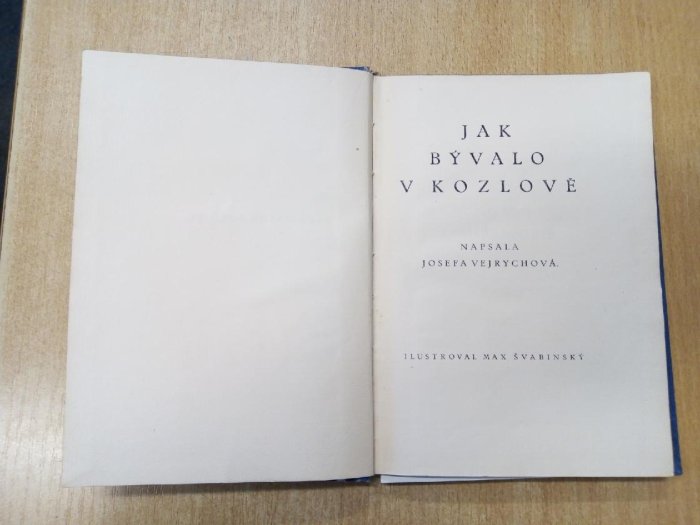 JAK
BÝVALO
V KOZLOVĚ
NAPSALA
JOSEFA VEJRYCHOVÁ.
ILUSTROVAL MAX ŠVABINSKÝ